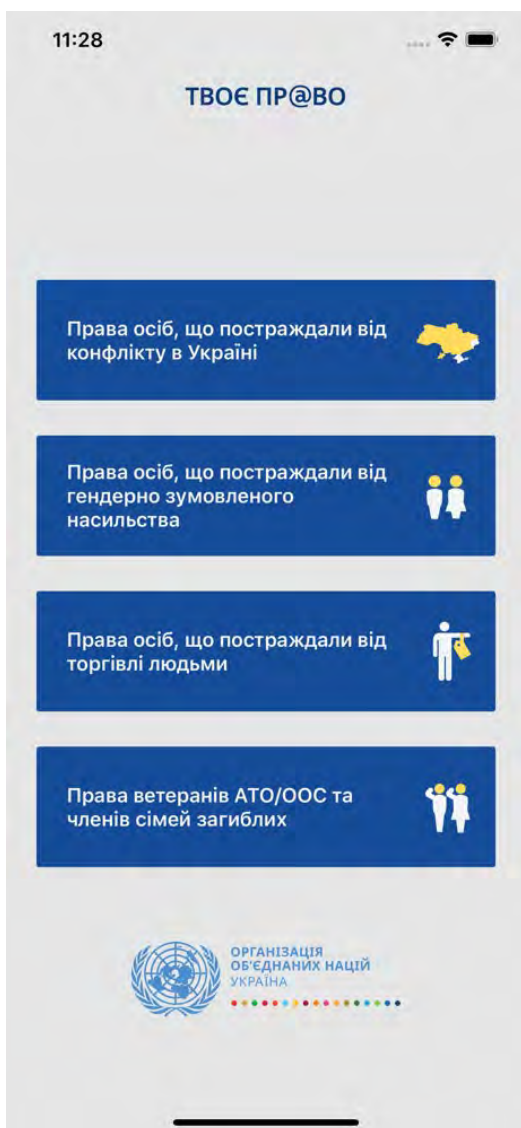 11:28
ТВОЄ ПР@ВО
Права осіб, що постраждали від
конфлікту в Україні
Права осіб, що постраждали від
гендерно зумовленого
насильства
Права осіб, що постраждали від
торгівлі людьми
Права ветеранів АТО/ООС та
членів сімей загиблих
ОРГАНІЗАЦІЯ
ОБ'ЄДНАНИХ НАЦІЙ
УКРАЇНА